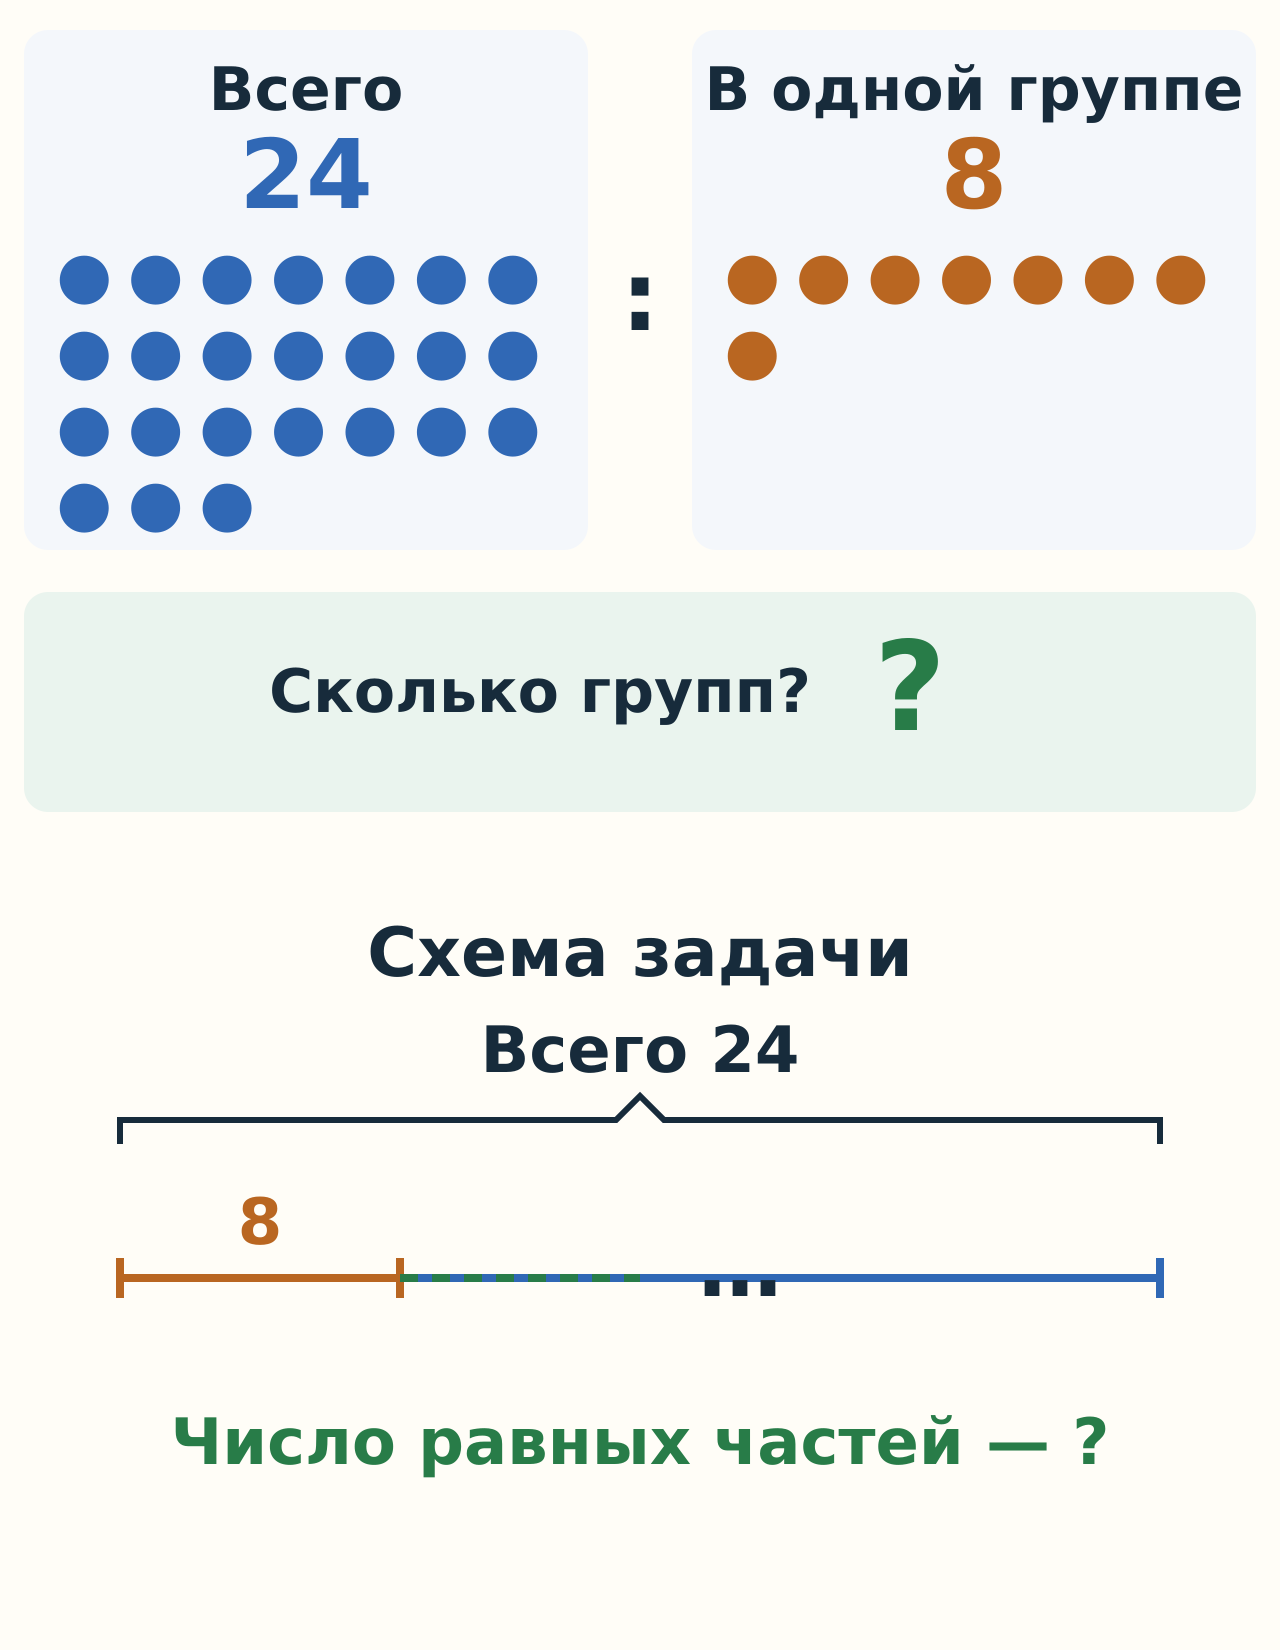 Всего
24
:
В одной группе
8
Сколько групп? ?
Схема задачи
Всего 24
8
...
Число равных частей — ?